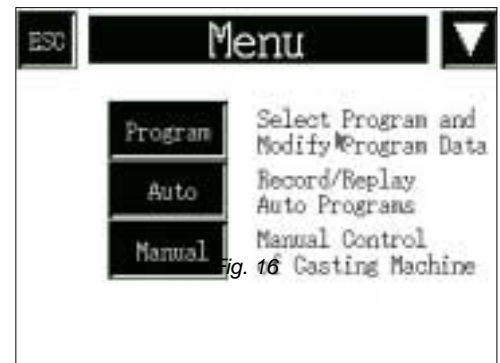 ESC Menu
Program Select Program and
Modify Program Data
Auto Record/Replay
Auto Programs
Manual Manual Control
of Casting Machine
Fig. 16